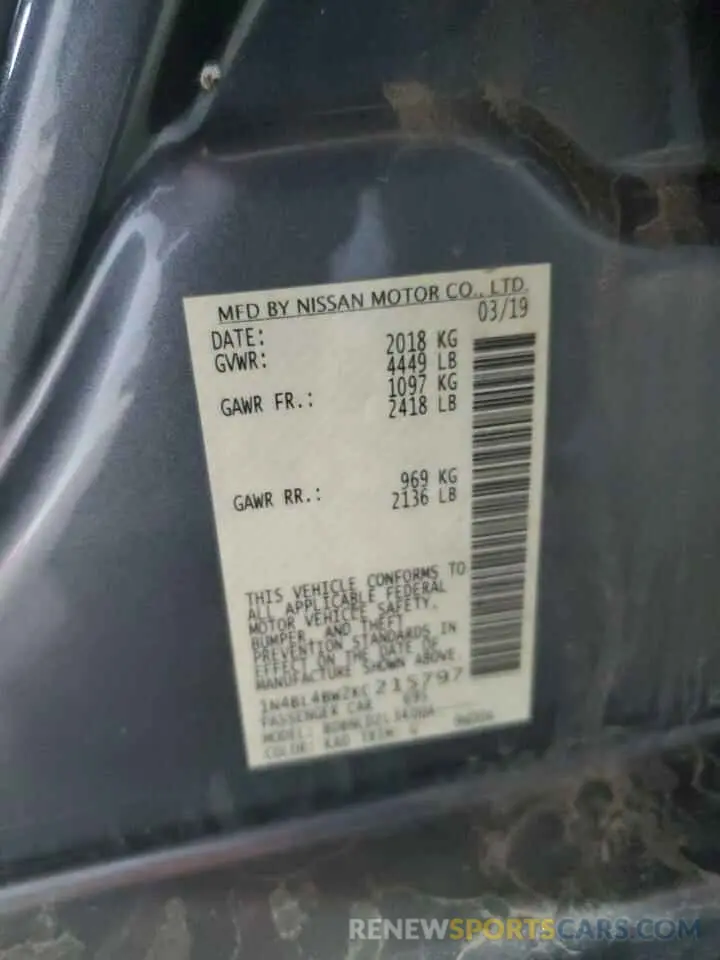 MFD BY NISSAN MOTOR CO., LTD.
DATE: 03/19
GVWR: 2018 KG
4449 LB
GAWR FR.: 1097 KG
2418 LB
GAWR RR.: 969 KG
2136 LB
THIS VEHICLE CONFORMS TO
ALL APPLICABLE FEDERAL
MOTOR VEHICLE SAFETY,
BUMPER, AND THEFT
PREVENTION STANDARDS IN
EFFECT ON THE DATE OF
MANUFACTURE SHOWN ABOVE.
1N4BL4BW2KC215797
PASSENGER CAR
MODEL:
COLOR: KAD TRIM
RENEWSPORTSCARS.COM